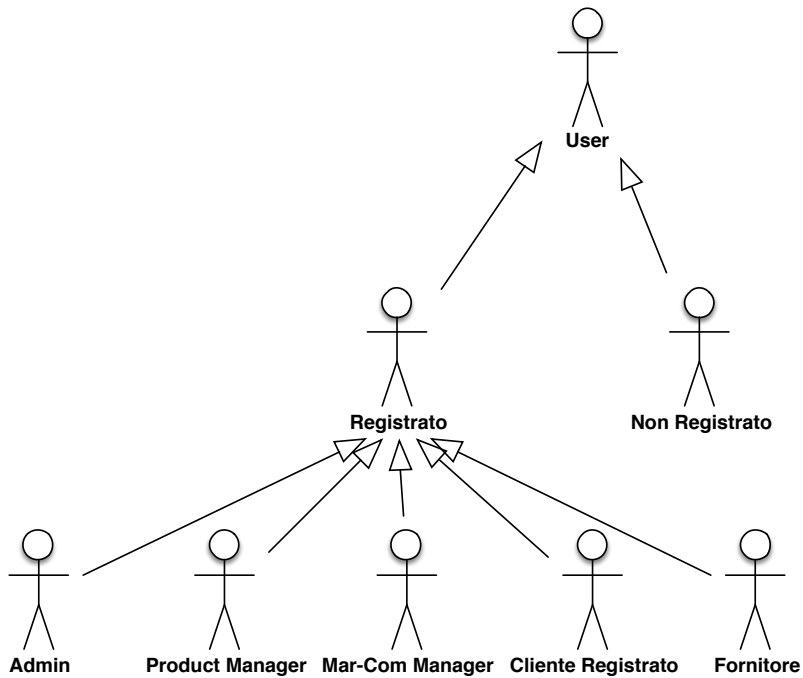 User
Registrato
Non Registrato
Admin
Product Manager
Mar-Com Manager
Cliente Registrato
Fornitore